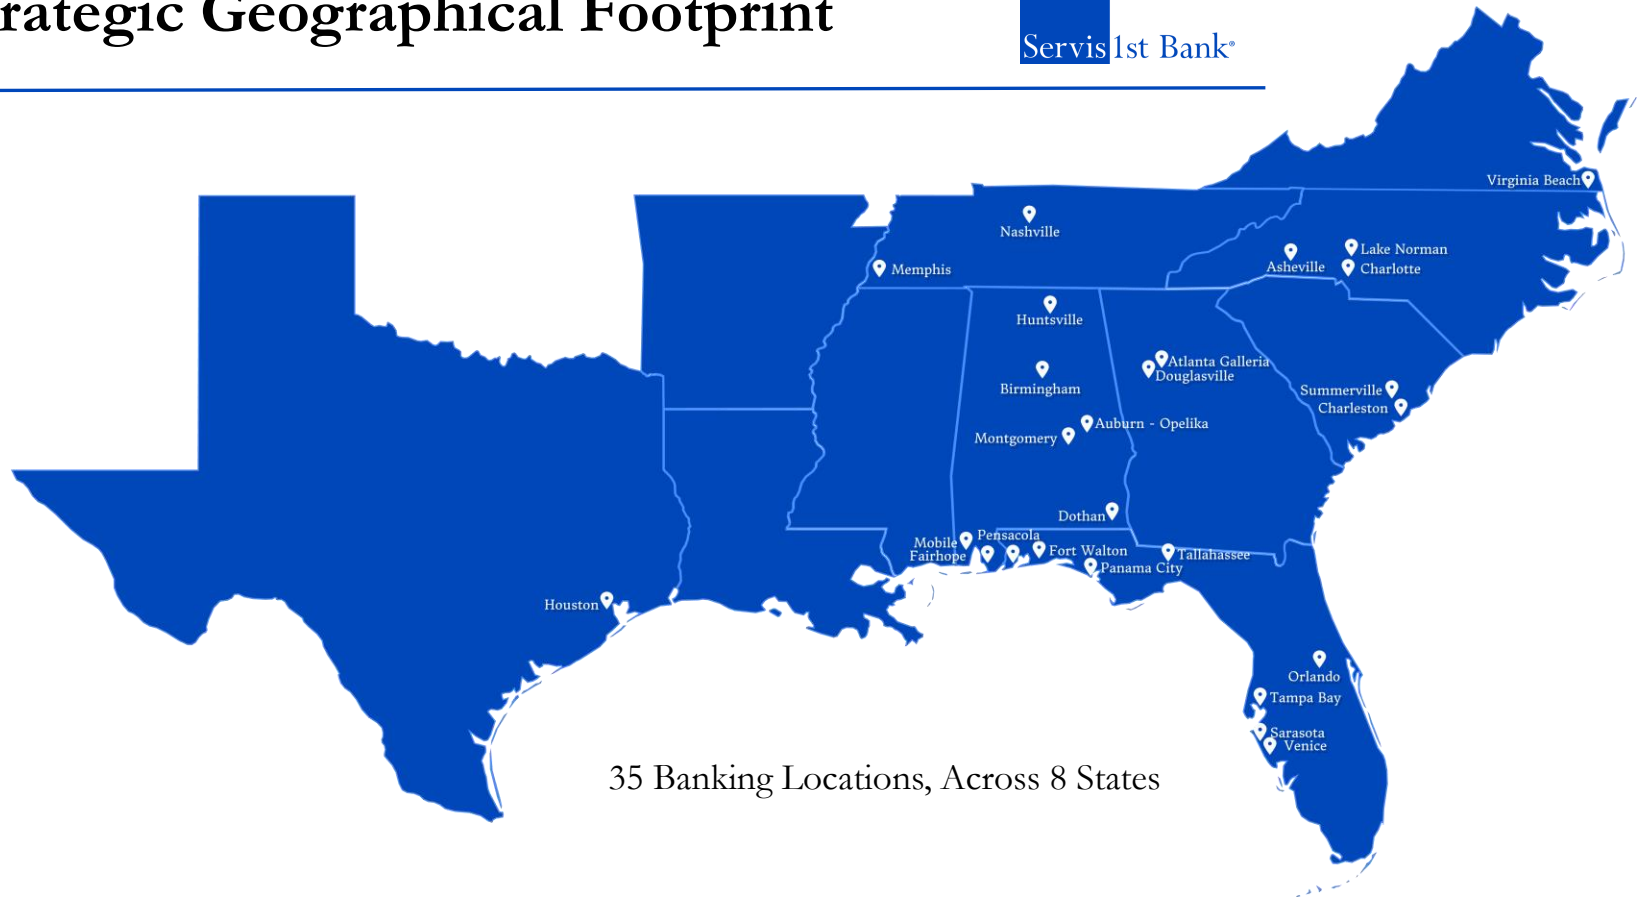 rategic Geographical Footprint
Servis1st Bank®
Virginia Beach
Nashville
Memphis
Asheville
Lake Norman
Charlotte
Huntsville
Birmingham
Atlanta Galleria
Douglasville
Summerville
Charleston
Auburn - Opelika
Montgomery
Dothan
Mobile
Pensacola
Fairhope
Fort Walton
Panama City
Tallahassee
Houston
Orlando
Tampa Bay
Sarasota
Venice
35 Banking Locations, Across 8 States